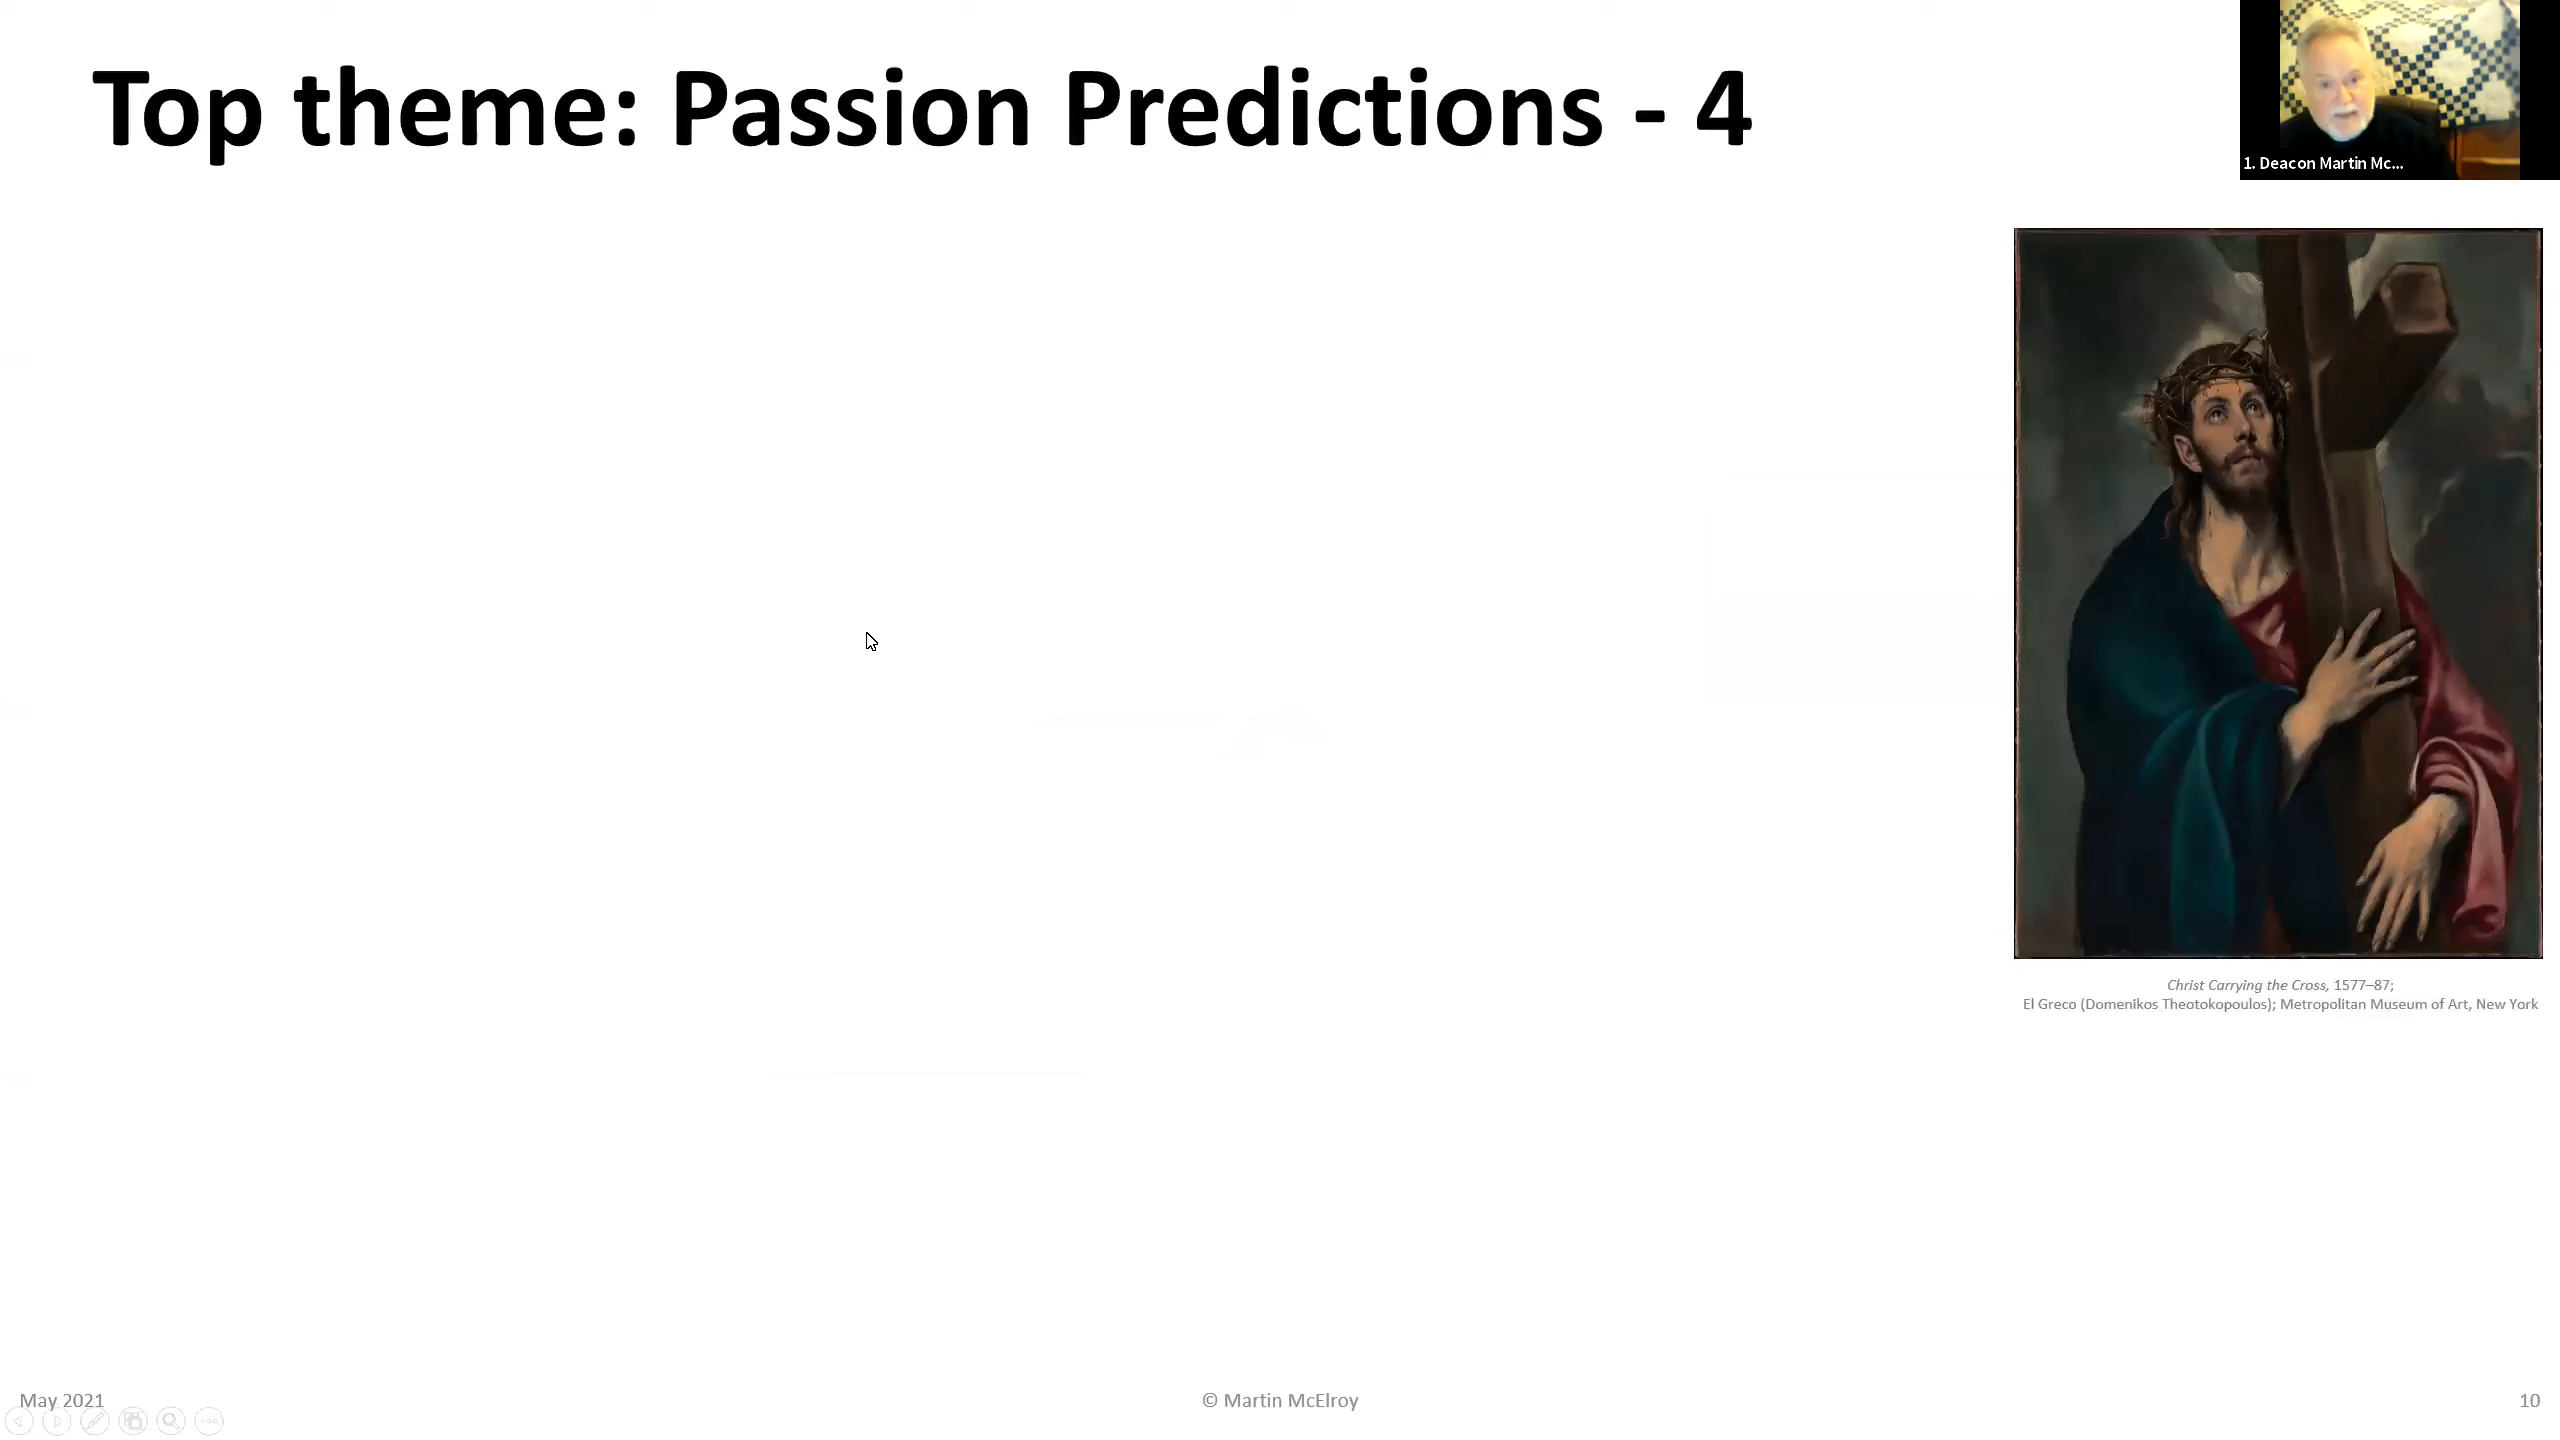 Top theme: Passion Predictions - 4
1. Deacon Martin Mc...
Christ Carrying the Cross, 1577–87;
El Greco (Domenikos Theotokopoulos); Metropolitan Museum of Art, New York
May 2021
© Martin McElroy
10